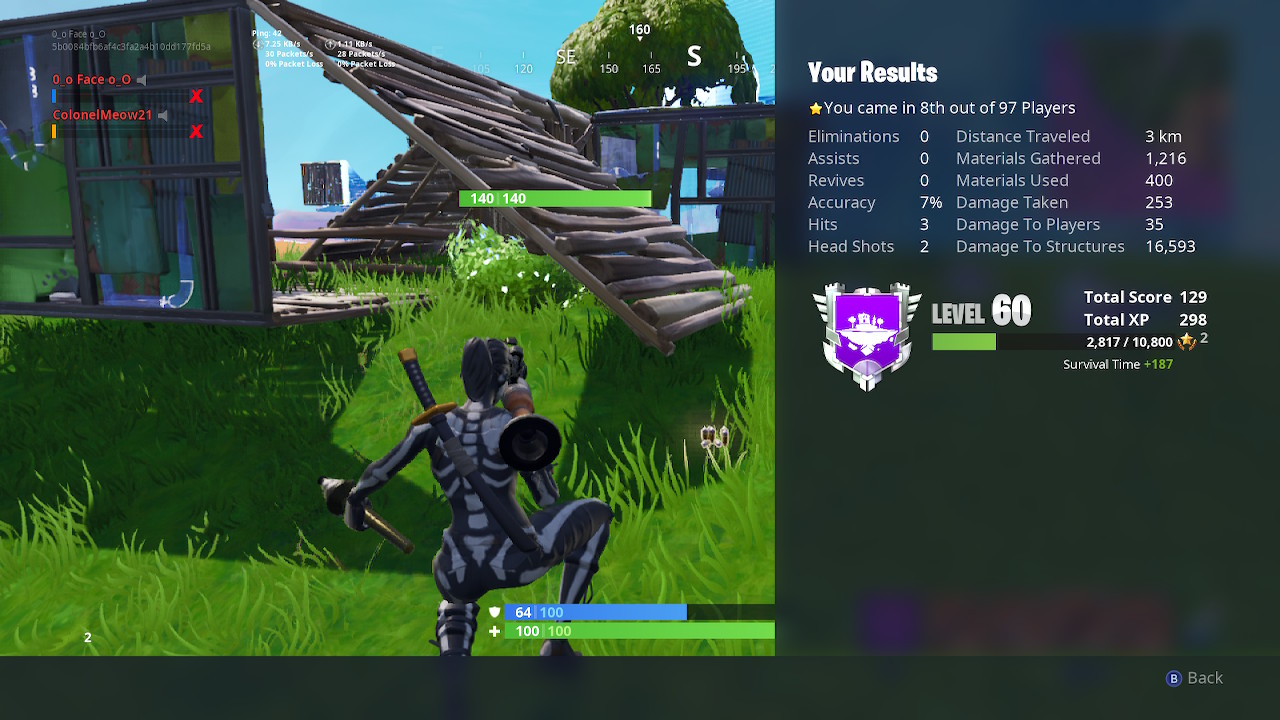 0_o Face o_O
5b0084bfb6af4c3fa2a4b10dd177fd5a
Ping: 42
7.25 KB/s 1.11 KB/s
30 Packets/s 28 Packets/s
0% Packet Loss 0% Packet Loss
0_o Face o_O X
ColonelMeow21 X
160
E 105 120 SE 150 165 S 195
140 | 140
64 | 100
100 | 100
2
Your Results
You came in 8th out of 97 Players
Eliminations 0 Distance Traveled 3 km
Assists 0 Materials Gathered 1,216
Revives 0 Materials Used 400
Accuracy 7% Damage Taken 253
Hits 3 Damage To Players 35
Head Shots 2 Damage To Structures 16,593
LEVEL 60
Total Score 129
Total XP 298
2,817 / 10,800 2
Survival Time +187
B Back